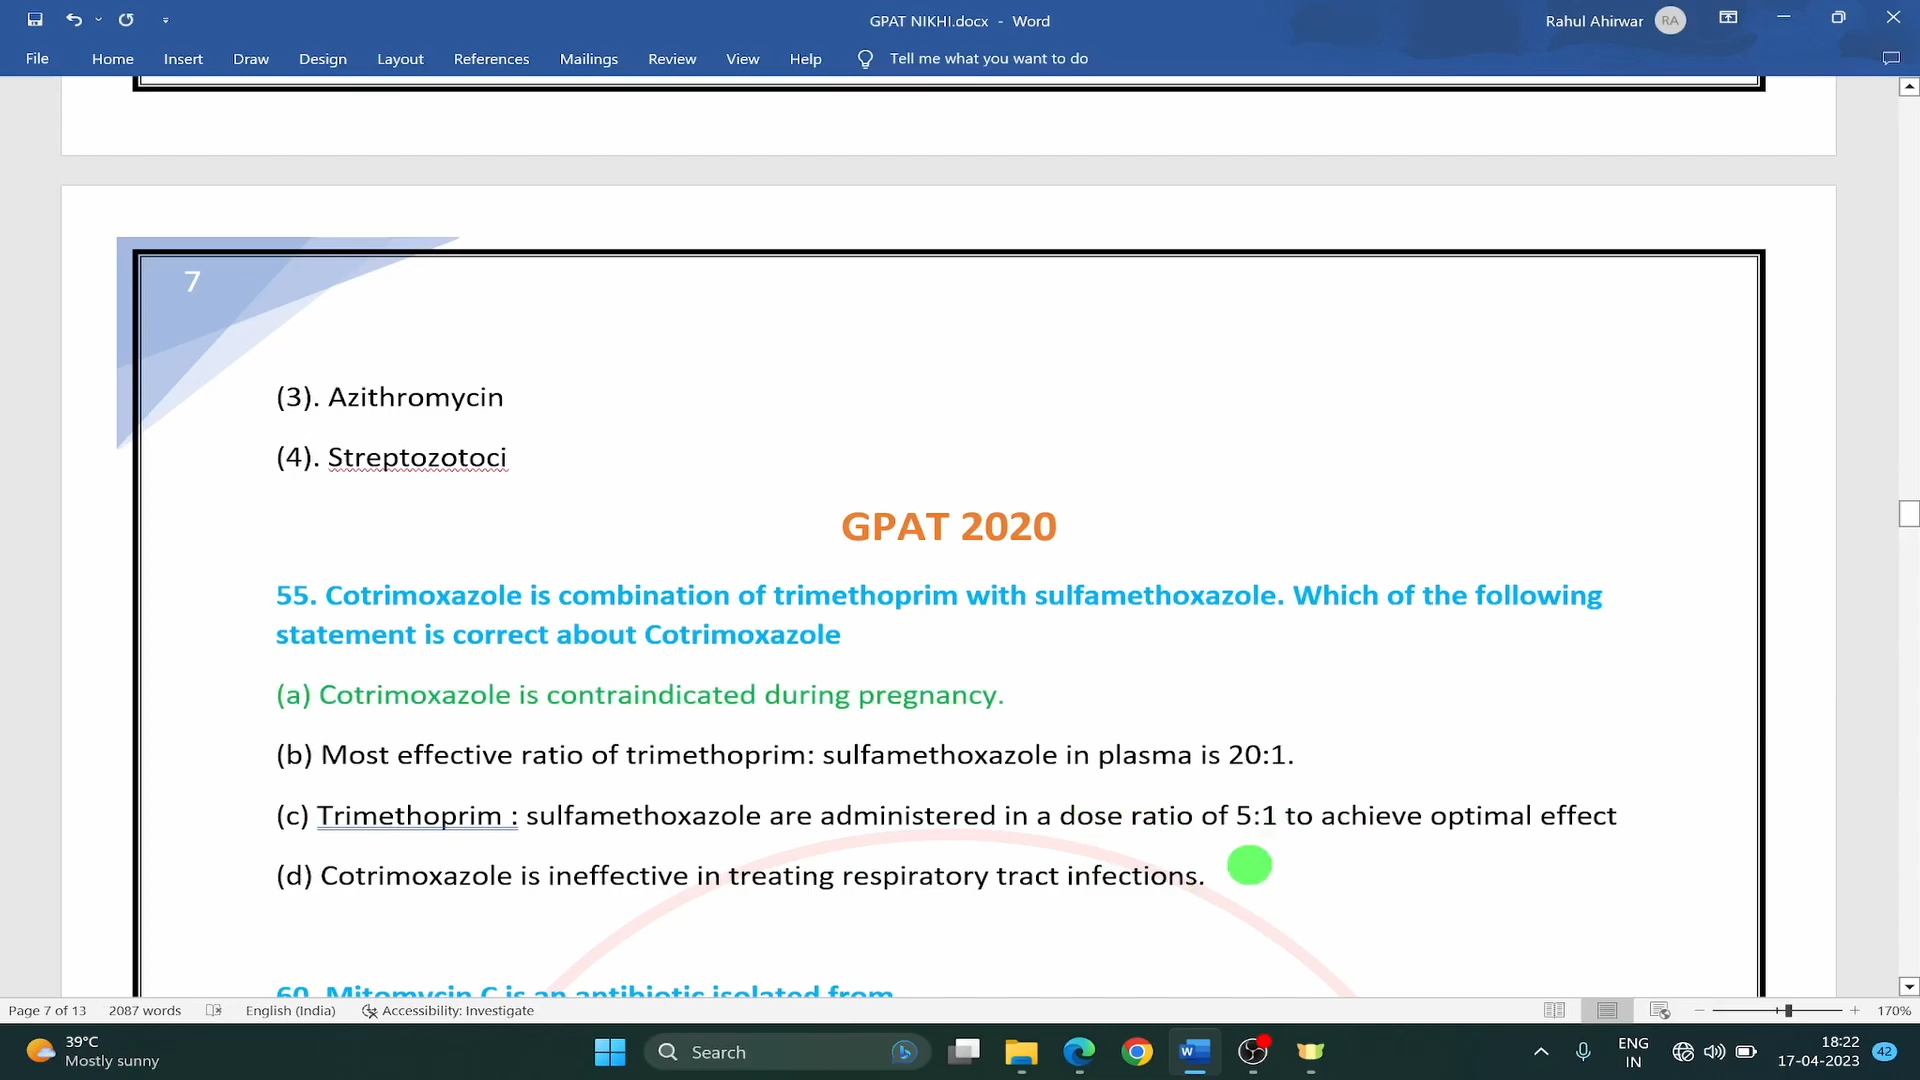 GPAT NIKHI.docx - Word
Rahul Ahirwar RA
File Home Insert Draw Design Layout References Mailings Review View Help Tell me what you want to do
7
(3). Azithromycin
(4). Streptozotoci
GPAT 2020
55. Cotrimoxazole is combination of trimethoprim with sulfamethoxazole. Which of the following
statement is correct about Cotrimoxazole
(a) Cotrimoxazole is contraindicated during pregnancy.
(b) Most effective ratio of trimethoprim: sulfamethoxazole in plasma is 20:1.
(c) Trimethoprim : sulfamethoxazole are administered in a dose ratio of 5:1 to achieve optimal effect
(d) Cotrimoxazole is ineffective in treating respiratory tract infections.
60. Mitomycin C is an antibiotic isolated from
Page 7 of 13 2087 words English (India) Accessibility: Investigate 170%
39°C
Mostly sunny
Search
ENG
IN
18:22
17-04-2023
42